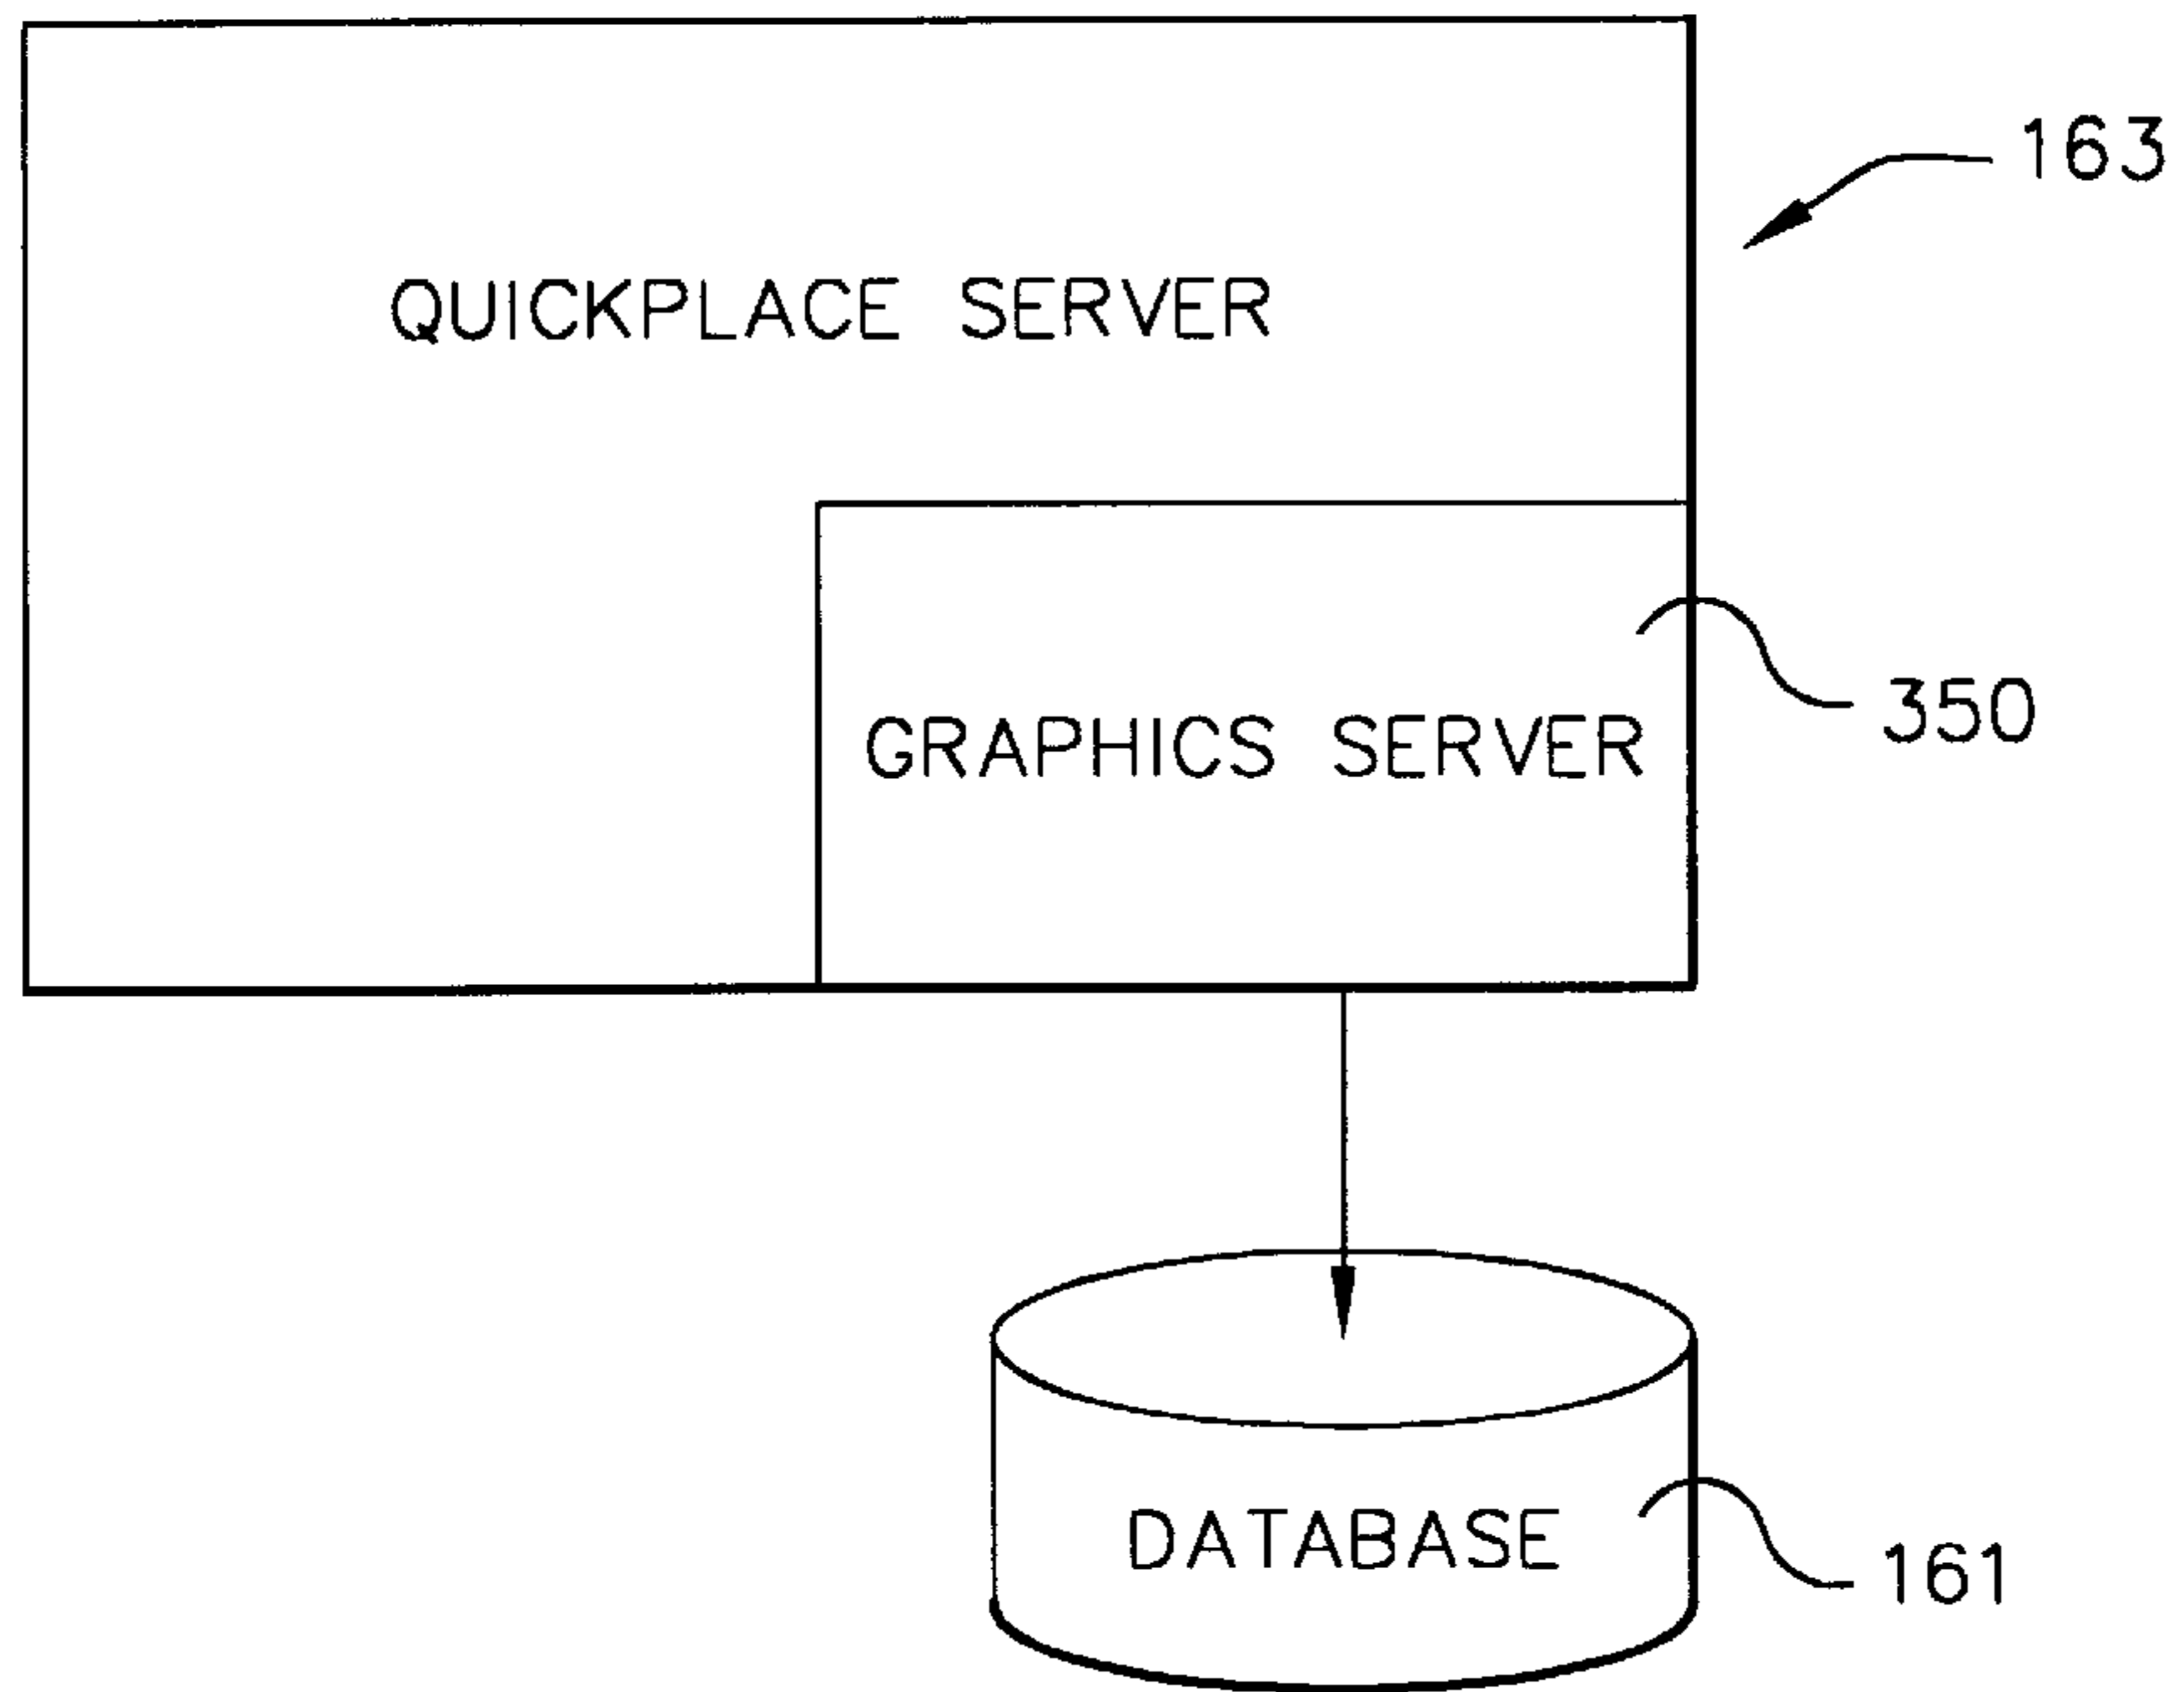 163
QUICKPLACE SERVER
350
GRAPHICS SERVER
DATABASE
161